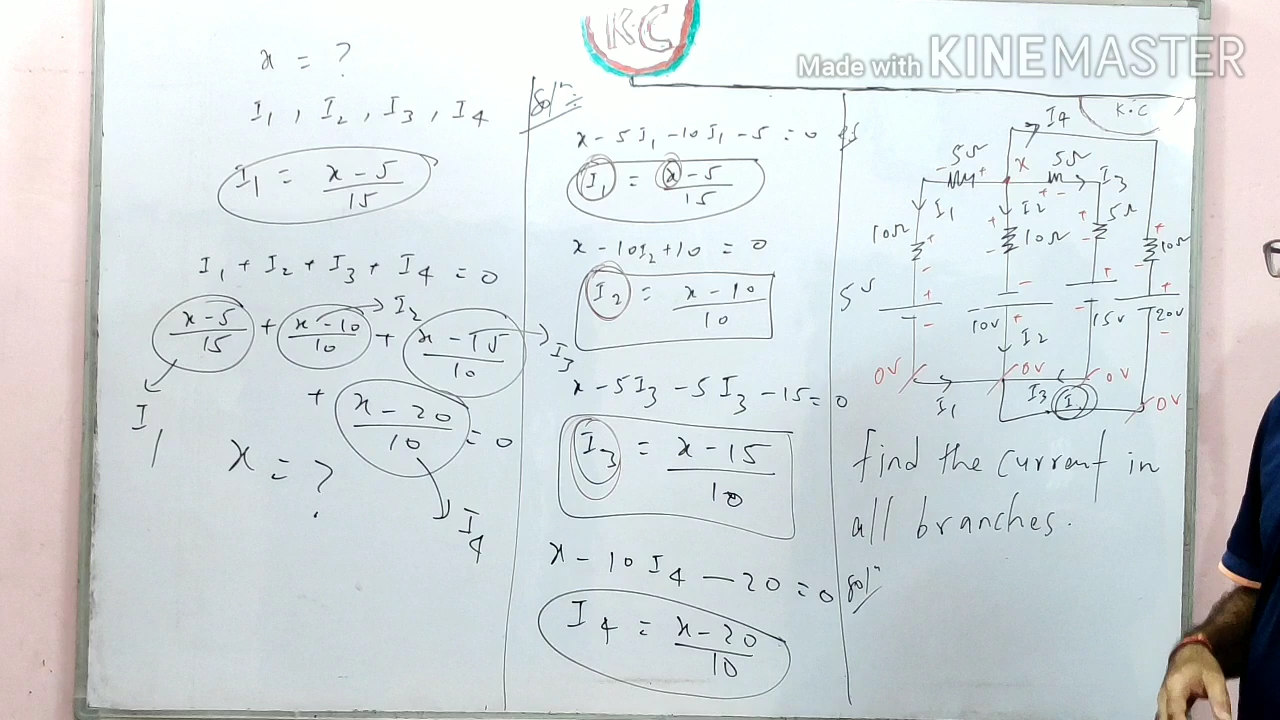 K.C
Made with KINEMASTER
x = ?
I1, I2, I3, I4
I1 = x-5/15
I1 + I2 + I3 + I4 = 0
x-5/15 + x-10/10 + x-15/10
I1
I2
I3
+ x-20/10 = 0
I4
x = ?
Solⁿ
x-5I1-10I1-5 = 0
I1 = x-5/15
x-10I2+10 = 0
I2 = x-10/10
x-5I3-5I3-15=0
I3 = x-15/10
x-10I4-20=0
I4 = x-20/10
K.C
I4
5Ω
x
5Ω
I3
I1
I2
10Ω
10Ω
5Ω
10Ω
5V
10V
15V
20V
I2
0V
0V
0V
0V
I1
I3
find the current in
all branches.
Solⁿ